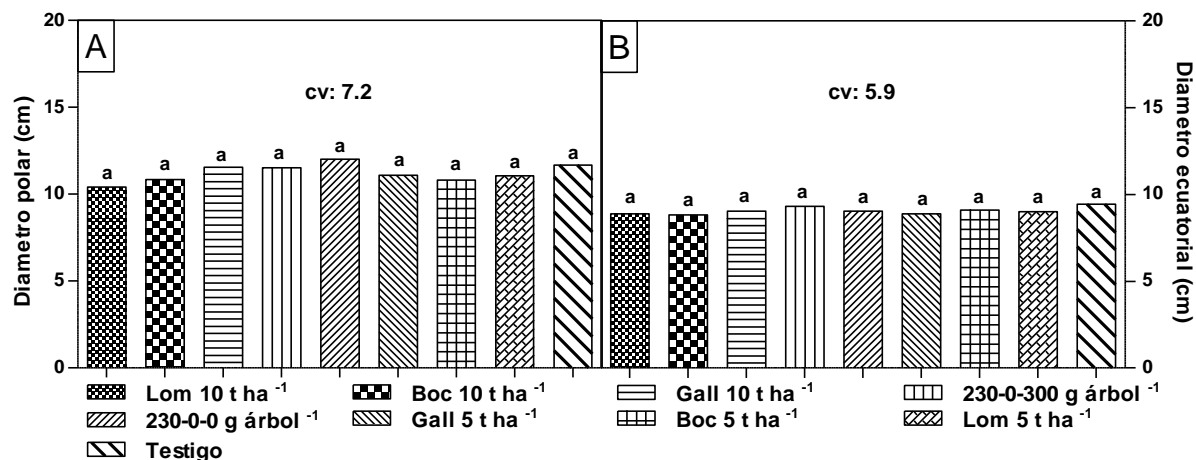 A
B
cv: 7.2
cv: 5.9
Diametro polar (cm)
Diametro ecuatorial (cm)
20
15
10
5
0
20
15
10
5
0
a a a a a a a a a
a a a a a a a a a
Lom 10 t ha -1 Boc 10 t ha -1 Gall 10 t ha -1 230-0-300 g árbol -1
230-0-0 g árbol -1 Gall 5 t ha -1 Boc 5 t ha -1 Lom 5 t ha -1
Testigo